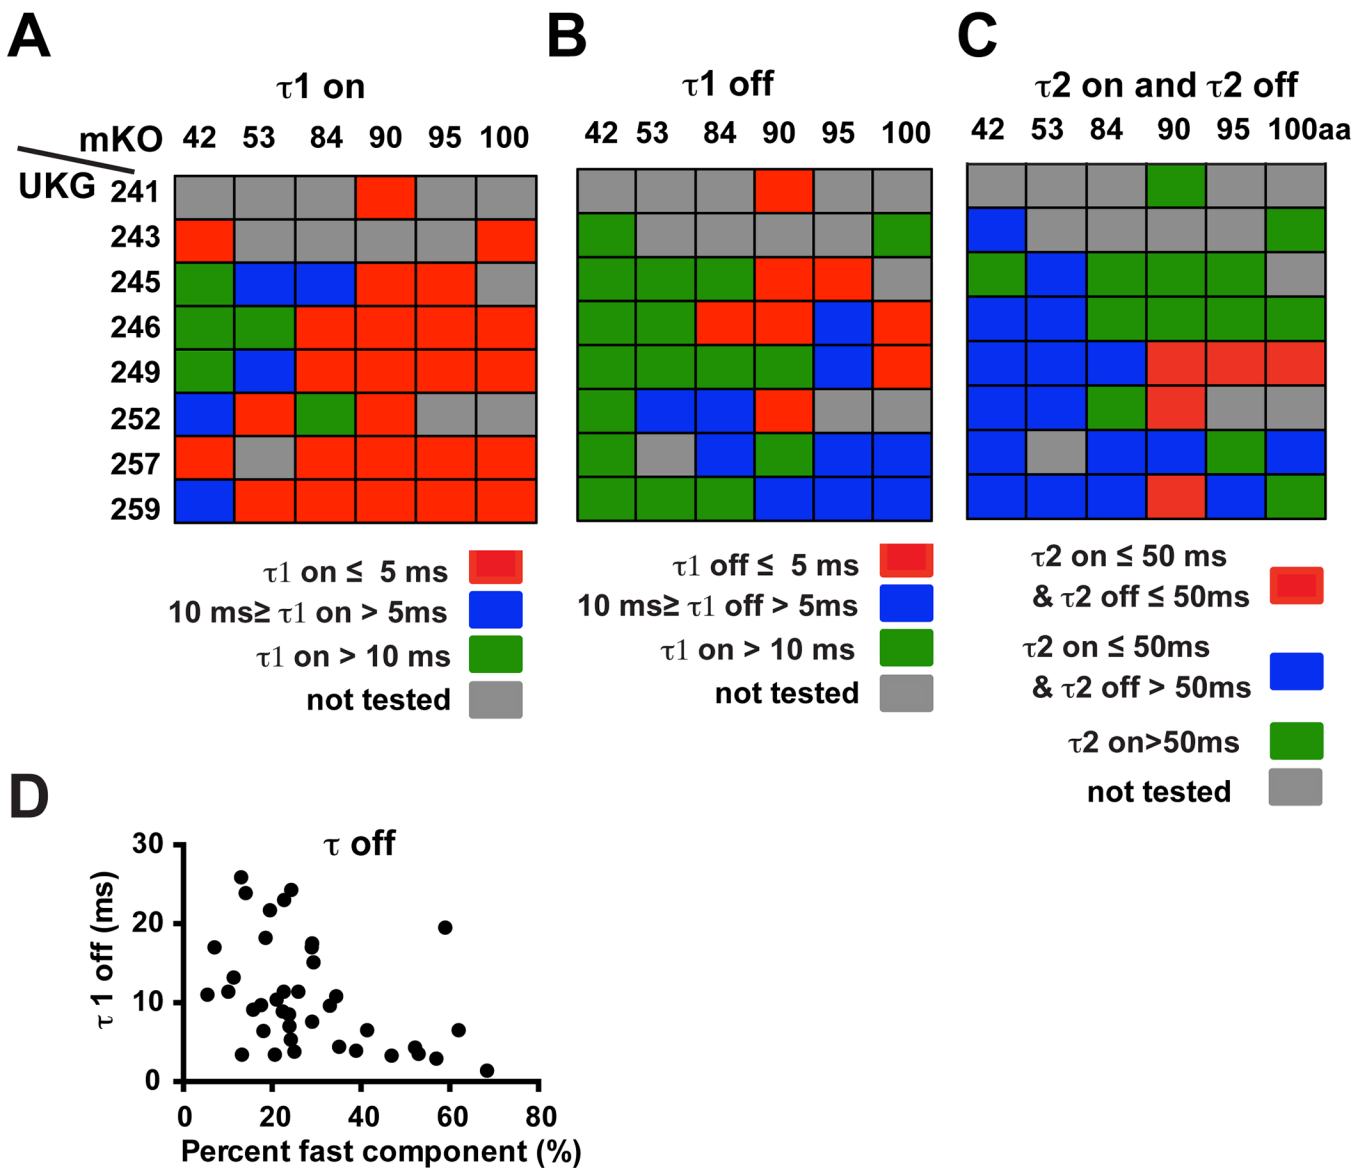 A
τ1 on
mKO 42 53 84 90 95 100
UKG
241
243
245
246
249
252
257
259
τ1 on ≤ 5 ms
10 ms≥ τ1 on > 5ms
τ1 on > 10 ms
not tested
B
τ1 off
42 53 84 90 95 100
τ1 off ≤ 5 ms
10 ms≥ τ1 off > 5ms
τ1 on > 10 ms
not tested
C
τ2 on and τ2 off
42 53 84 90 95 100aa
τ2 on ≤ 50 ms
& τ2 off ≤ 50ms
τ2 on ≤ 50ms
& τ2 off > 50ms
τ2 on>50ms
not tested
D
τ off
τ 1 off (ms)
30
20
10
0
0 20 40 60 80
Percent fast component (%)